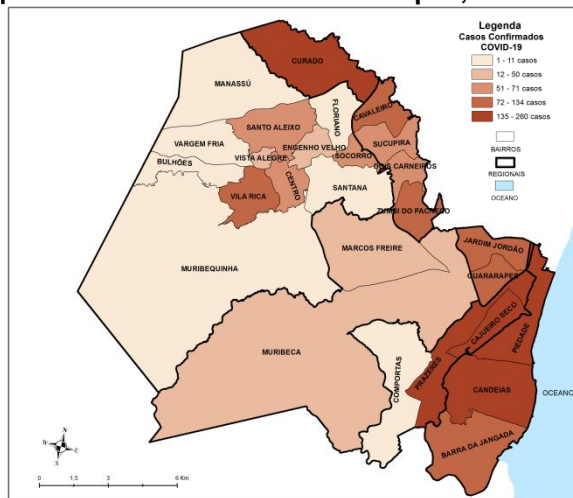 Legenda
Casos Confirmados
COVID-19
1 - 11 casos
12 - 50 casos
51 - 71 casos
72 - 134 casos
135 - 260 casos
BAIRROS
REGIONAIS
OCEANO
CURADO
MANASSÚ
FLORIANO
CAVALEIRO
SANTO ALEIXO
SUCUPIRA
VARGEM FRIA
ENGENHO VELHO
SOCORRO
VISTA ALEGRE
BULHÕES
DOIS CARNEIROS
CENTRO
SANTANA
VILA RICA
ZUMBI DO PACHECO
MARCOS FREIRE
JARDIM JORDÃO
MURIBEQUINHA
GUARARAPES
CAJUEIRO SECO
PIEDADE
MURIBECA
COMPORTAS
PRAZERES
CANDEIAS
OCEANO
BARRA DA JANGADA
N
W
E
S
0 1,5 3 6 Km